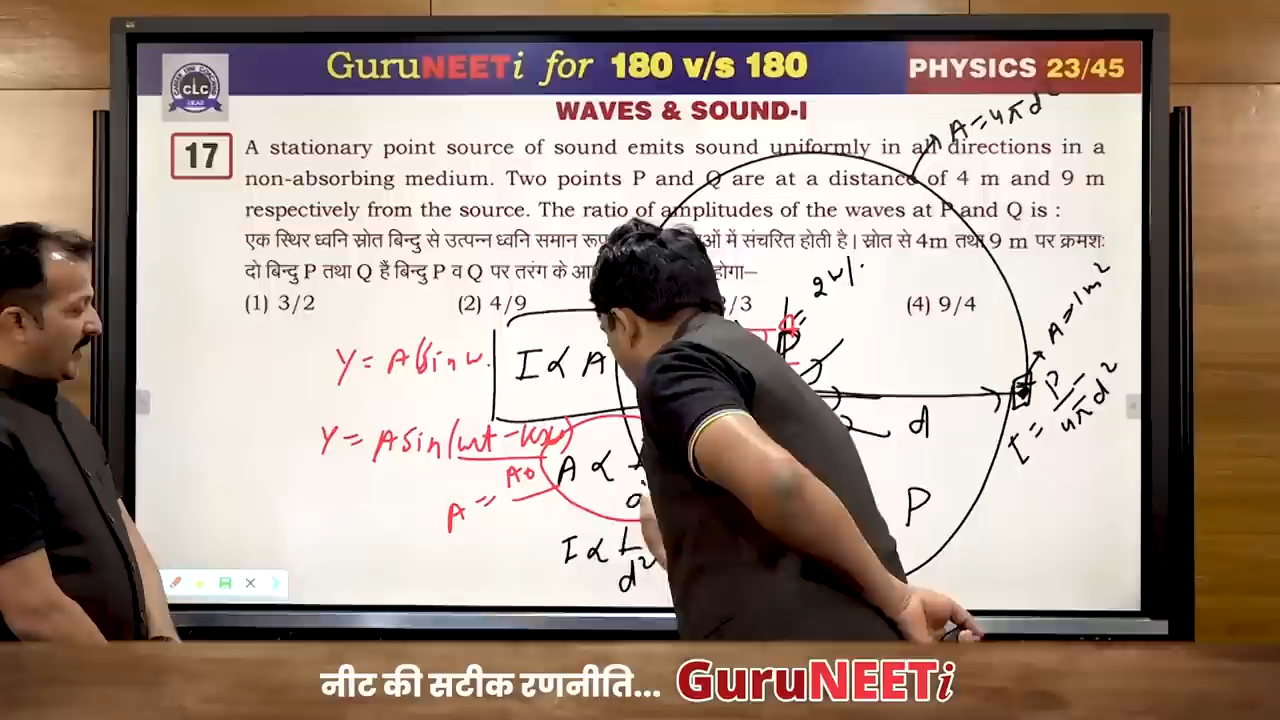 GuruNEETi for 180 v/s 180
PHYSICS 23/45
CLC
WAVES & SOUND-I
17
A stationary point source of sound emits sound uniformly in all directions in a
non-absorbing medium. Two points P and Q are at a distance of 4 m and 9 m
respectively from the source. The ratio of amplitudes of the waves at P and Q is :
एक स्थिर ध्वनि स्रोत बिन्दु से उत्पन्न ध्वनि समान रूप ओं में संचरित होती है। स्रोत से 4m तथा 9 m पर क्रमशः
दो बिन्दु P तथा Q हैं बिन्दु P व Q पर तरंग के आ होगा–
(1) 3/2 (2) 4/9 /3 (4) 9/4
A = 4πd²
A = 1m²
I = P/4πd²
I ∝ A
Y = A sin
Y = A sin(ωt - kx)
A ∝
A = A0
I ∝ 1/d²
d
P
नीट की सटीक रणनीति... GuruNEETi